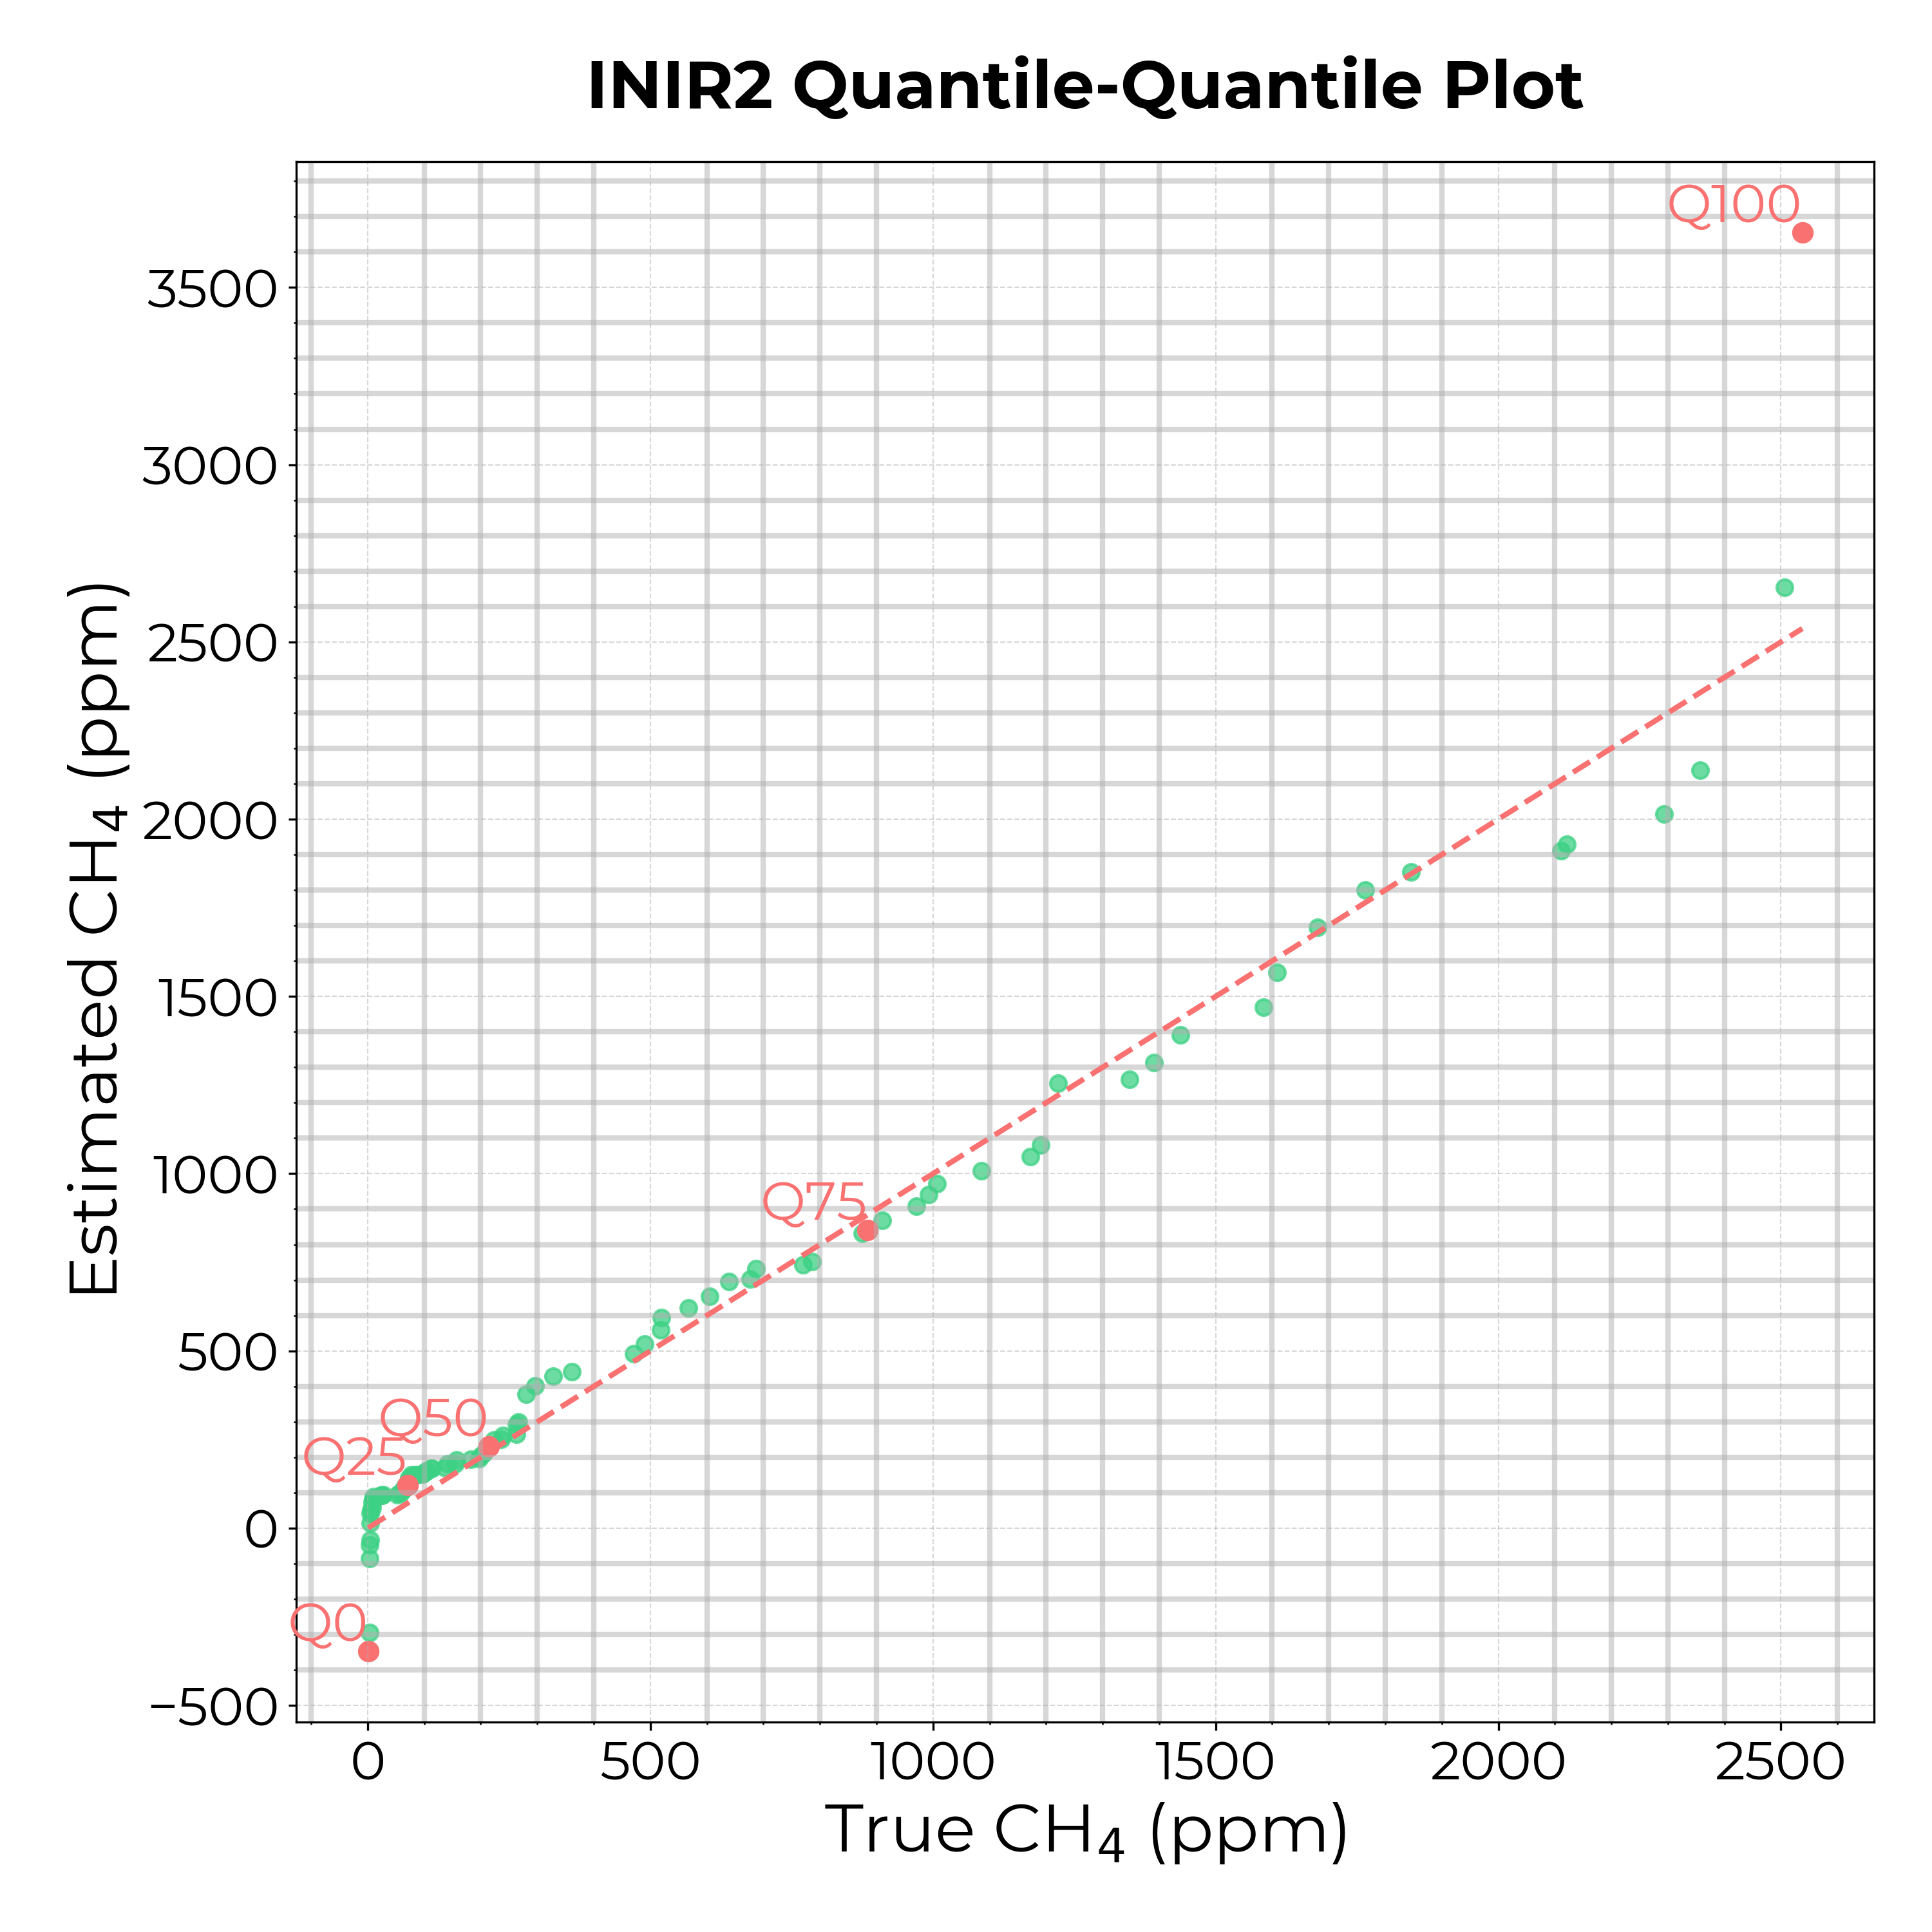 INIR2 Quantile-Quantile Plot
Estimated CH₄ (ppm)
3500
3000
2500
2000
1500
1000
500
0
−500
Q100
Q75
Q50
Q25
Q0
0 500 1000 1500 2000 2500
True CH₄ (ppm)